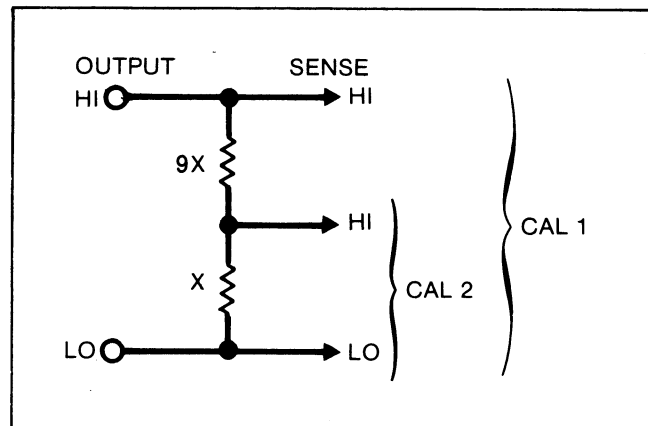 OUTPUT SENSE
HI HI
9X
HI
CAL 1
X
CAL 2
LO LO